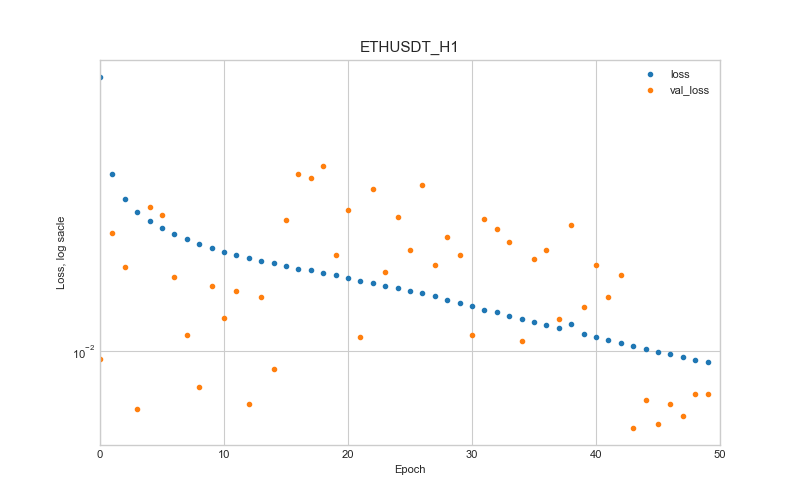 ETHUSDT_H1
loss
val_loss
Loss, log sacle
10⁻²
0 10 20 30 40 50
Epoch